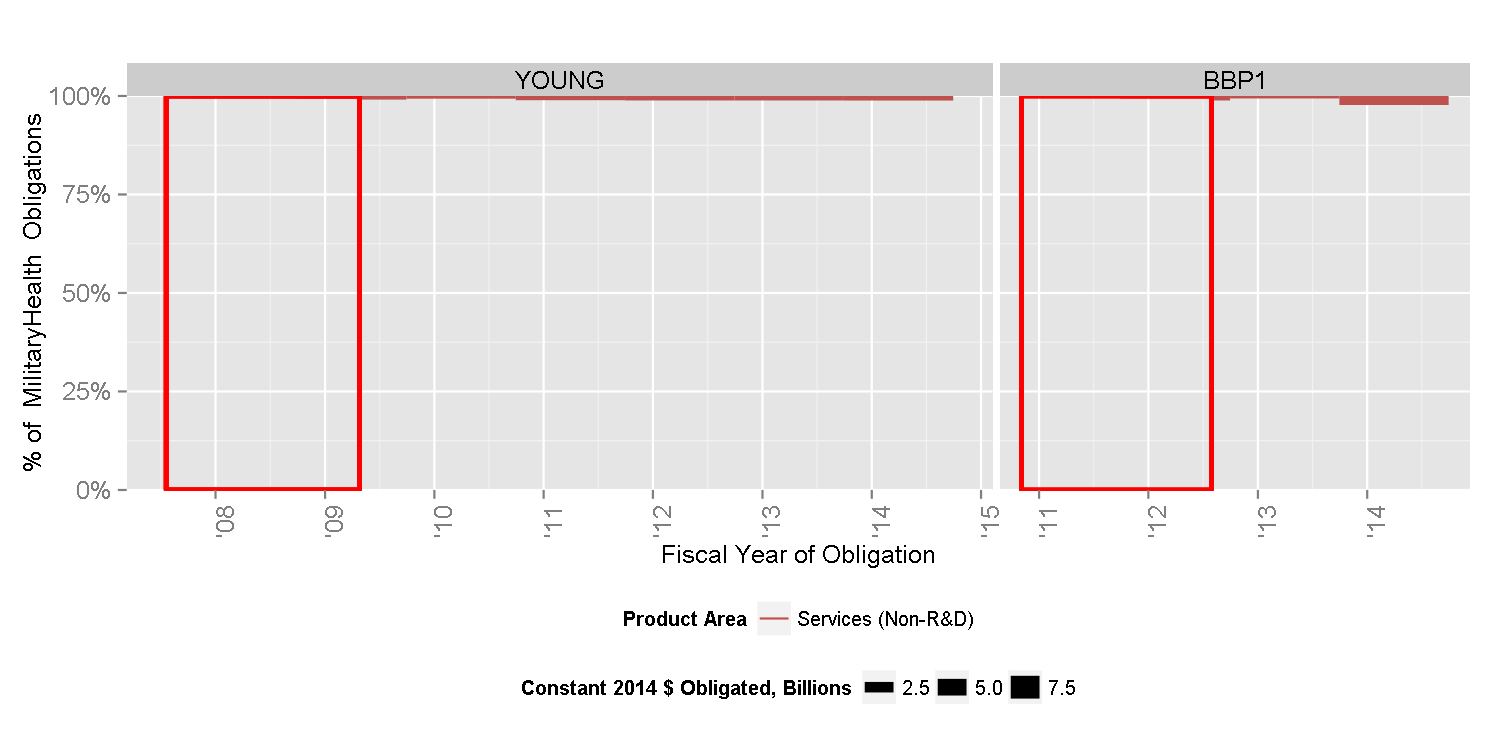 YOUNG
BBP1
% of MilitaryHealth Obligations
100%
75%
50%
25%
0%
'08
'09
'10
'11
'12
'13
'14
'15
'11
'12
'13
'14
Fiscal Year of Obligation
Product Area Services (Non-R&D)
Constant 2014 $ Obligated, Billions 2.5 5.0 7.5